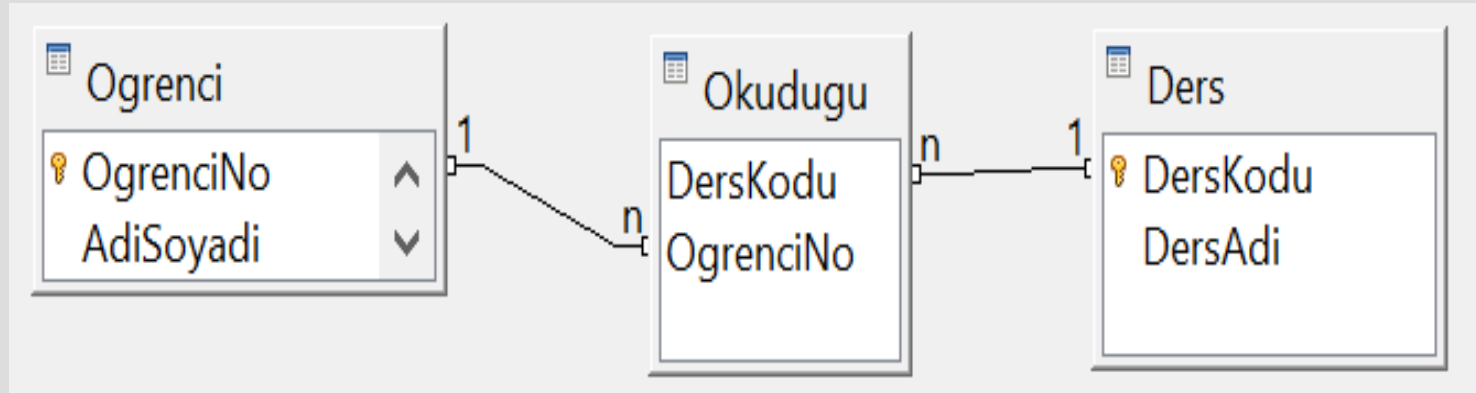 Ogrenci
OgrenciNo
AdiSoyadi
1
n
Okudugu
DersKodu
OgrenciNo
n
1
Ders
DersKodu
DersAdi